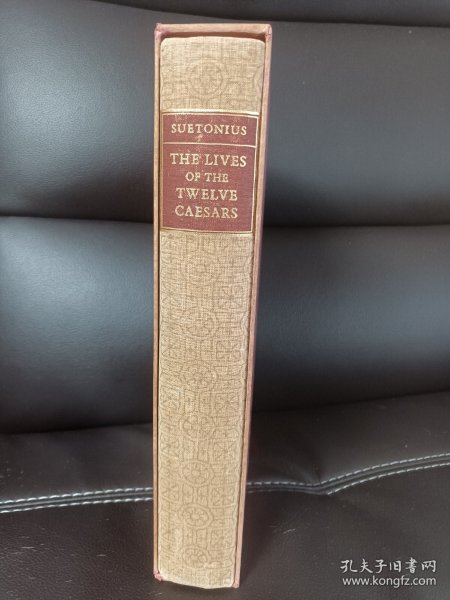 SUETONIUS
THE LIVES
OF THE
TWELVE
CAESARS
孔夫子旧书网
www.kongfz.com